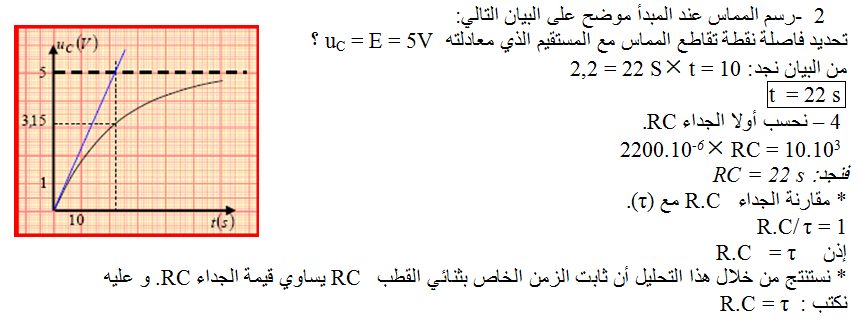 2 -رسم المماس عند المبدأ موضح على البيان التالي:
تحديد فاصلة نقطة تقاطع المماس مع المستقيم الذي معادلته uC = E = 5V ؟
من البيان نجد: t = 10 × 2,2 = 22 S
t = 22 s
4 – نحسب أولا الجداء RC.
RC = 10.10³ × 2200.10⁻⁶
فنجد: RC = 22 s
* مقارنة الجداء R.C مع (τ).
R.C/ τ = 1
إذن R.C = τ
* نستنتج من خلال هذا التحليل أن ثابت الزمن الخاص بثنائي القطب RC يساوي قيمة الجداء RC. و عليه
نكتب : R.C = τ
uC (V)
5
3,15
1
10
t(s)